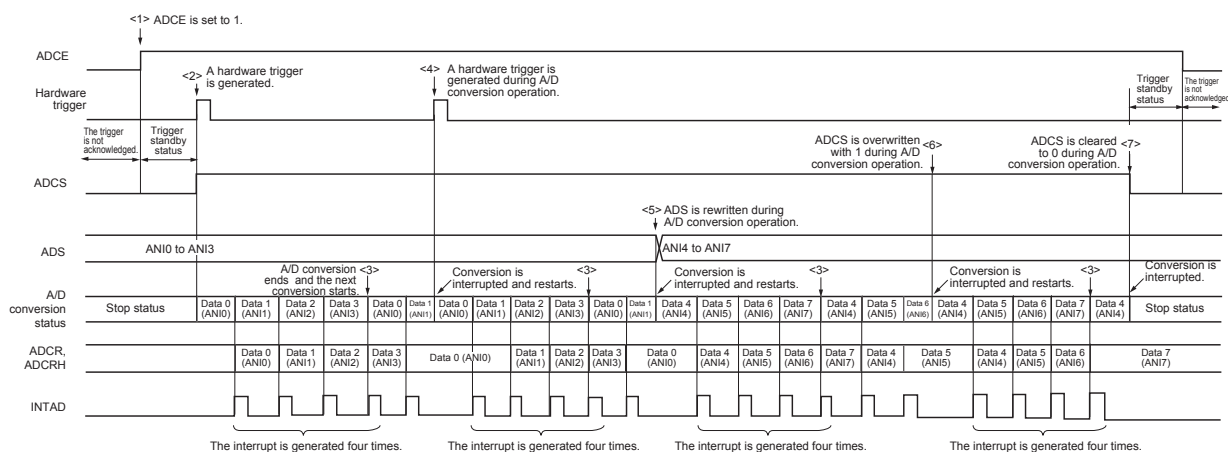 <1> ADCE is set to 1.
ADCE
<2> A hardware trigger
is generated.
<4> A hardware trigger is
generated during A/D
conversion operation.
Trigger
standby
status
The trigger
is not
acknowledged.
Hardware
trigger
The trigger
is not
acknowledged.
Trigger
standby
status
ADCS is overwritten <6>
with 1 during A/D
conversion operation.
ADCS is cleared <7>
to 0 during A/D
conversion operation.
ADCS
<5> ADS is rewritten during
A/D conversion operation.
ADS
ANI0 to ANI3
ANI4 to ANI7
A/D conversion <3>
ends and the next
conversion starts.
Conversion is
interrupted and restarts.
<3>
Conversion is
interrupted and restarts.
<3>
Conversion is
interrupted and restarts.
<3>
Conversion is
interrupted.
A/D
conversion
status
Stop status
Data 0 Data 1 Data 2 Data 3 Data 0 Data 1 Data 0 Data 1 Data 2 Data 3 Data 0 Data 1 Data 4 Data 5 Data 6 Data 7 Data 4 Data 5 Data 6 Data 4 Data 5 Data 6 Data 7 Data 4
(ANI0) (ANI1) (ANI2) (ANI3) (ANI0) (ANI1) (ANI0) (ANI1) (ANI2) (ANI3) (ANI0) (ANI1) (ANI4) (ANI5) (ANI6) (ANI7) (ANI4) (ANI5) (ANI6) (ANI4) (ANI5) (ANI6) (ANI7) (ANI4)
Stop status
ADCR,
ADCRH
Data 0 Data 1 Data 2 Data 3 Data 0 (ANI0) Data 1 Data 2 Data 3 Data 0 Data 4 Data 5 Data 6 Data 7 Data 4 Data 5 Data 4 Data 5 Data 6 Data 7
(ANI0) (ANI1) (ANI2) (ANI3) (ANI1) (ANI2) (ANI3) (ANI0) (ANI4) (ANI5) (ANI6) (ANI7) (ANI4) (ANI5) (ANI4) (ANI5) (ANI6) (ANI7)
INTAD
The interrupt is generated four times.
The interrupt is generated four times.
The interrupt is generated four times.
The interrupt is generated four times.